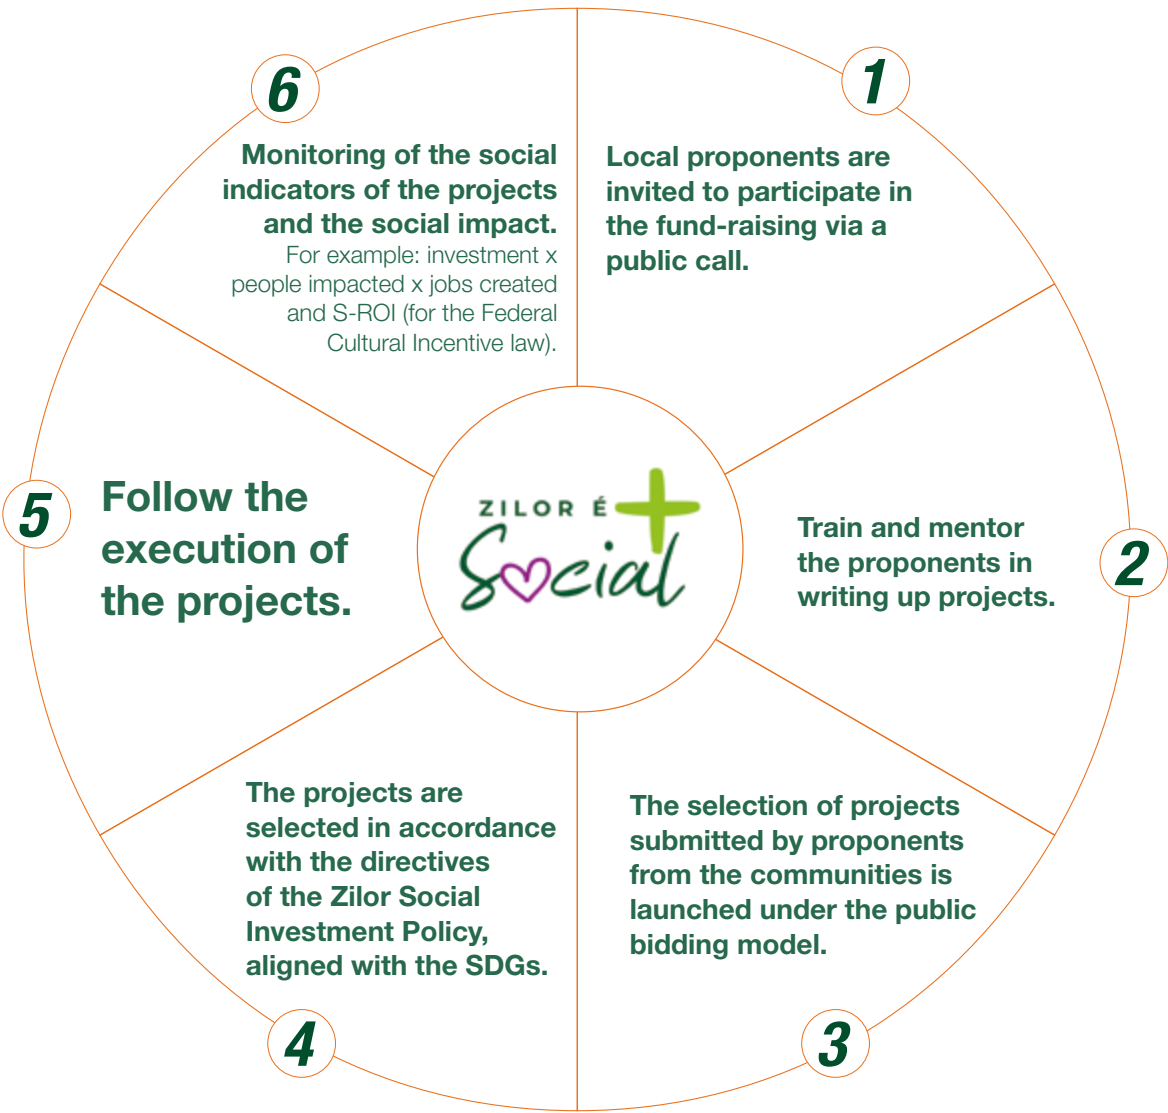 1
Local proponents are
invited to participate in
the fund-raising via a
public call.
2
Train and mentor
the proponents in
writing up projects.
3
The selection of projects
submitted by proponents
from the communities is
launched under the public
bidding model.
4
The projects are
selected in accordance
with the directives
of the Zilor Social
Investment Policy,
aligned with the SDGs.
5
Follow the
execution of
the projects.
6
Monitoring of the social
indicators of the projects
and the social impact.
For example: investment x
people impacted x jobs created
and S-ROI (for the Federal
Cultural Incentive law).
ZILOR É +
Social